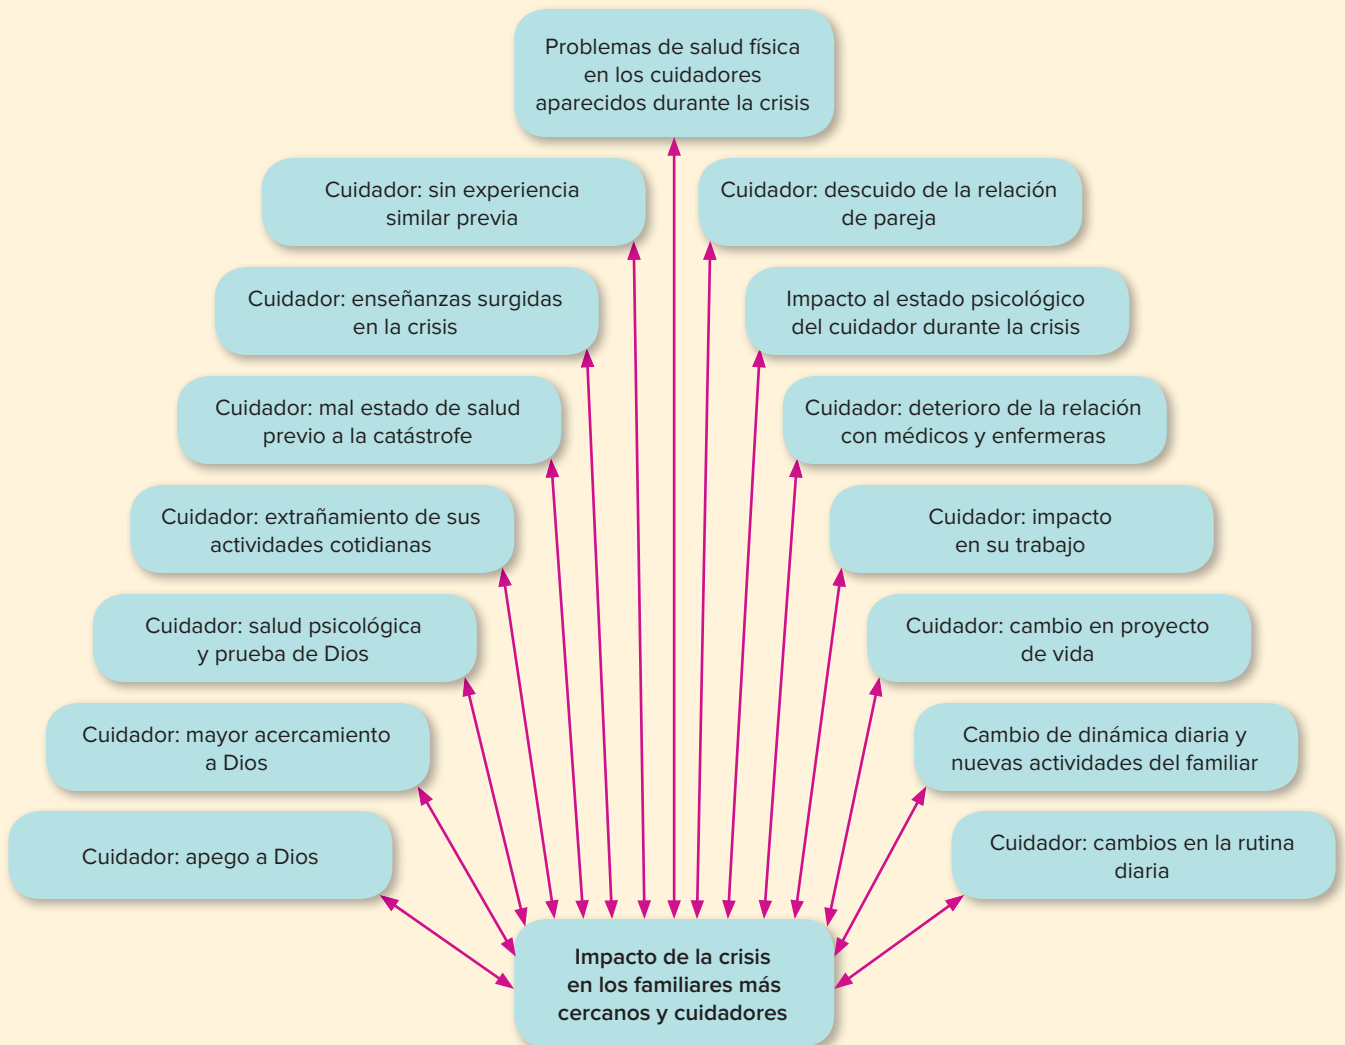 Problemas de salud física
en los cuidadores
aparecidos durante la crisis
Cuidador: sin experiencia
similar previa
Cuidador: descuido de la relación
de pareja
Cuidador: enseñanzas surgidas
en la crisis
Impacto al estado psicológico
del cuidador durante la crisis
Cuidador: mal estado de salud
previo a la catástrofe
Cuidador: deterioro de la relación
con médicos y enfermeras
Cuidador: extrañamiento de sus
actividades cotidianas
Cuidador: impacto
en su trabajo
Cuidador: salud psicológica
y prueba de Dios
Cuidador: cambio en proyecto
de vida
Cuidador: mayor acercamiento
a Dios
Cambio de dinámica diaria y
nuevas actividades del familiar
Cuidador: apego a Dios
Cuidador: cambios en la rutina
diaria
Impacto de la crisis
en los familiares más
cercanos y cuidadores